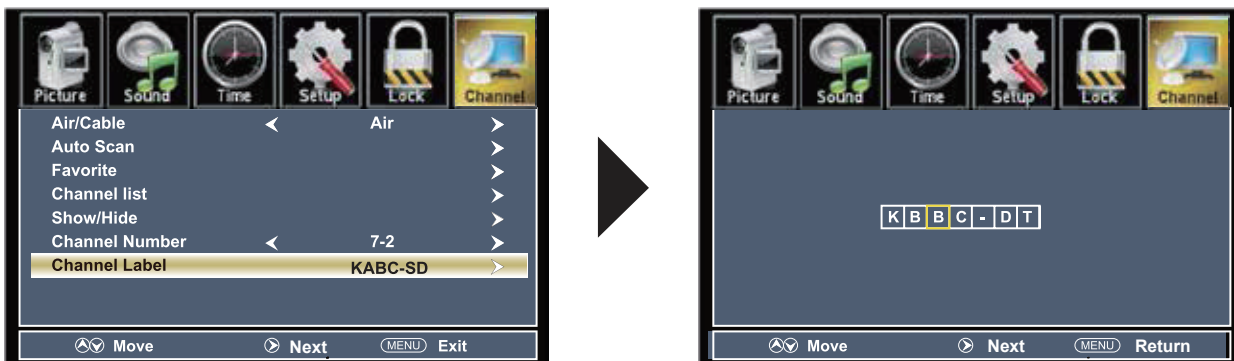 Picture Sound Time Setup Lock Channel
Air/Cable Air
Auto Scan
Favorite
Channel list
Show/Hide
Channel Number 7-2
Channel Label KABC-SD
Move Next MENU Exit
Picture Sound Time Setup Lock Channel
KBBC-DT
Move Next MENU Return